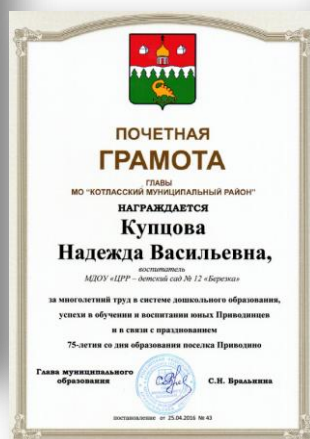 ПОЧЕТНАЯ
ГРАМОТА
ГЛАВЫ
МО "КОТЛАССКИЙ МУНИЦИПАЛЬНЫЙ РАЙОН"
НАГРАЖДАЕТСЯ
Купцова
Надежда Васильевна,
воспитатель
МДОУ «ЦРР – детский сад № 12 «Березка»
за многолетний труд в системе дошкольного образования,
успехи в обучении и воспитании юных Приводинцев
и в связи с празднованием
75-летия со дня образования поселка Приводино
Глава муниципального
образования С.Н. Бральнина
постановление от 25.04.2016 № 43